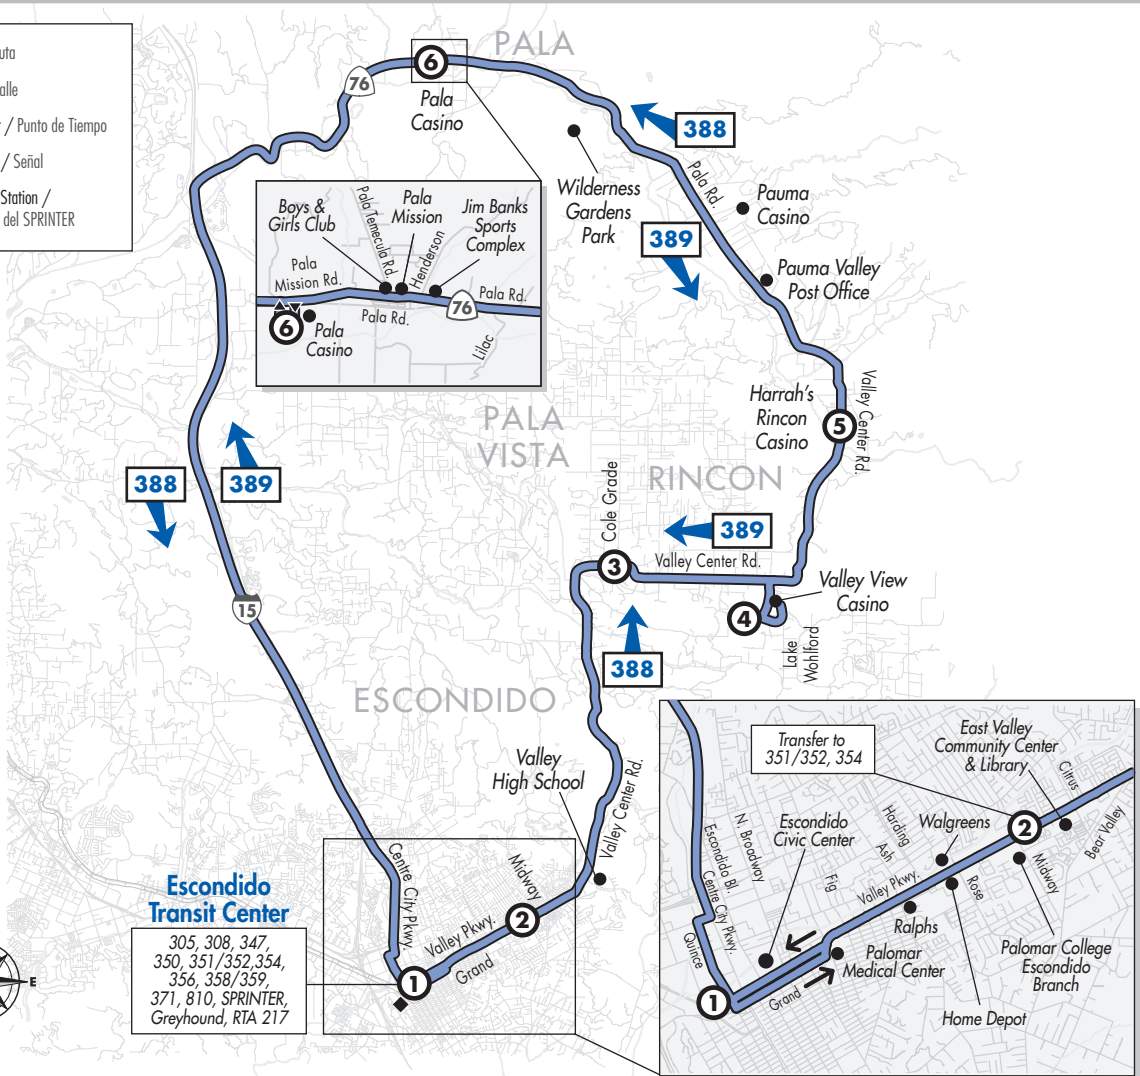 uta
alle
/ Punto de Tiempo
/ Señal
Station /
del SPRINTER
PALA
76
6
Pala
Casino
388
Wilderness
Gardens
Park
Pala Rd.
Pauma
Casino
389
Pauma Valley
Post Office
Boys &
Girls Club
Pala Temecula Rd.
Pala
Mission
Henderson
Jim Banks
Sports
Complex
Pala
Mission Rd.
76
Pala Rd.
Pala Rd.
6
Pala
Casino
Lilac
PALA
VISTA
Harrah's
Rincon
Casino
5
Valley Center Rd.
RINCON
388
389
Cole Grade
389
Valley Center Rd.
3
Valley View
Casino
4
Lake
Wohlford
15
388
ESCONDIDO
Valley
High School
Valley Center Rd.
Centre City Pkwy.
Midway
2
Valley Pkwy.
Grand
1
Escondido
Transit Center
305, 308, 347,
350, 351/352,354,
356, 358/359,
371, 810, SPRINTER,
Greyhound, RTA 217
E
Transfer to
351/352, 354
East Valley
Community Center
& Library
Citrus
Bear Valley
2
Walgreens
Harding
Ash
Escondido
Civic Center
N. Broadway
Escondido Bl.
Centre City Pkwy.
Fig
Valley Pkwy.
Rose
Midway
Ralphs
Quince
Palomar
Medical Center
Palomar College
Escondido
Branch
Grand
1
Home Depot